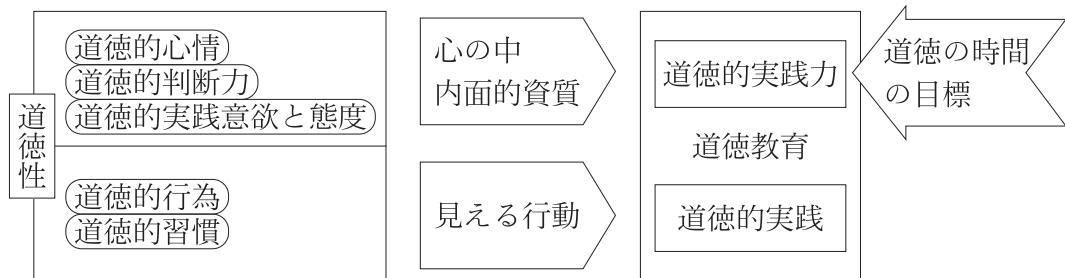 道徳性
道徳的心情
道徳的判断力
道徳的実践意欲と態度
道徳的行為
道徳的習慣
心の中
内面的資質
見える行動
道徳的実践力
道徳教育
道徳的実践
道徳の時間
の目標